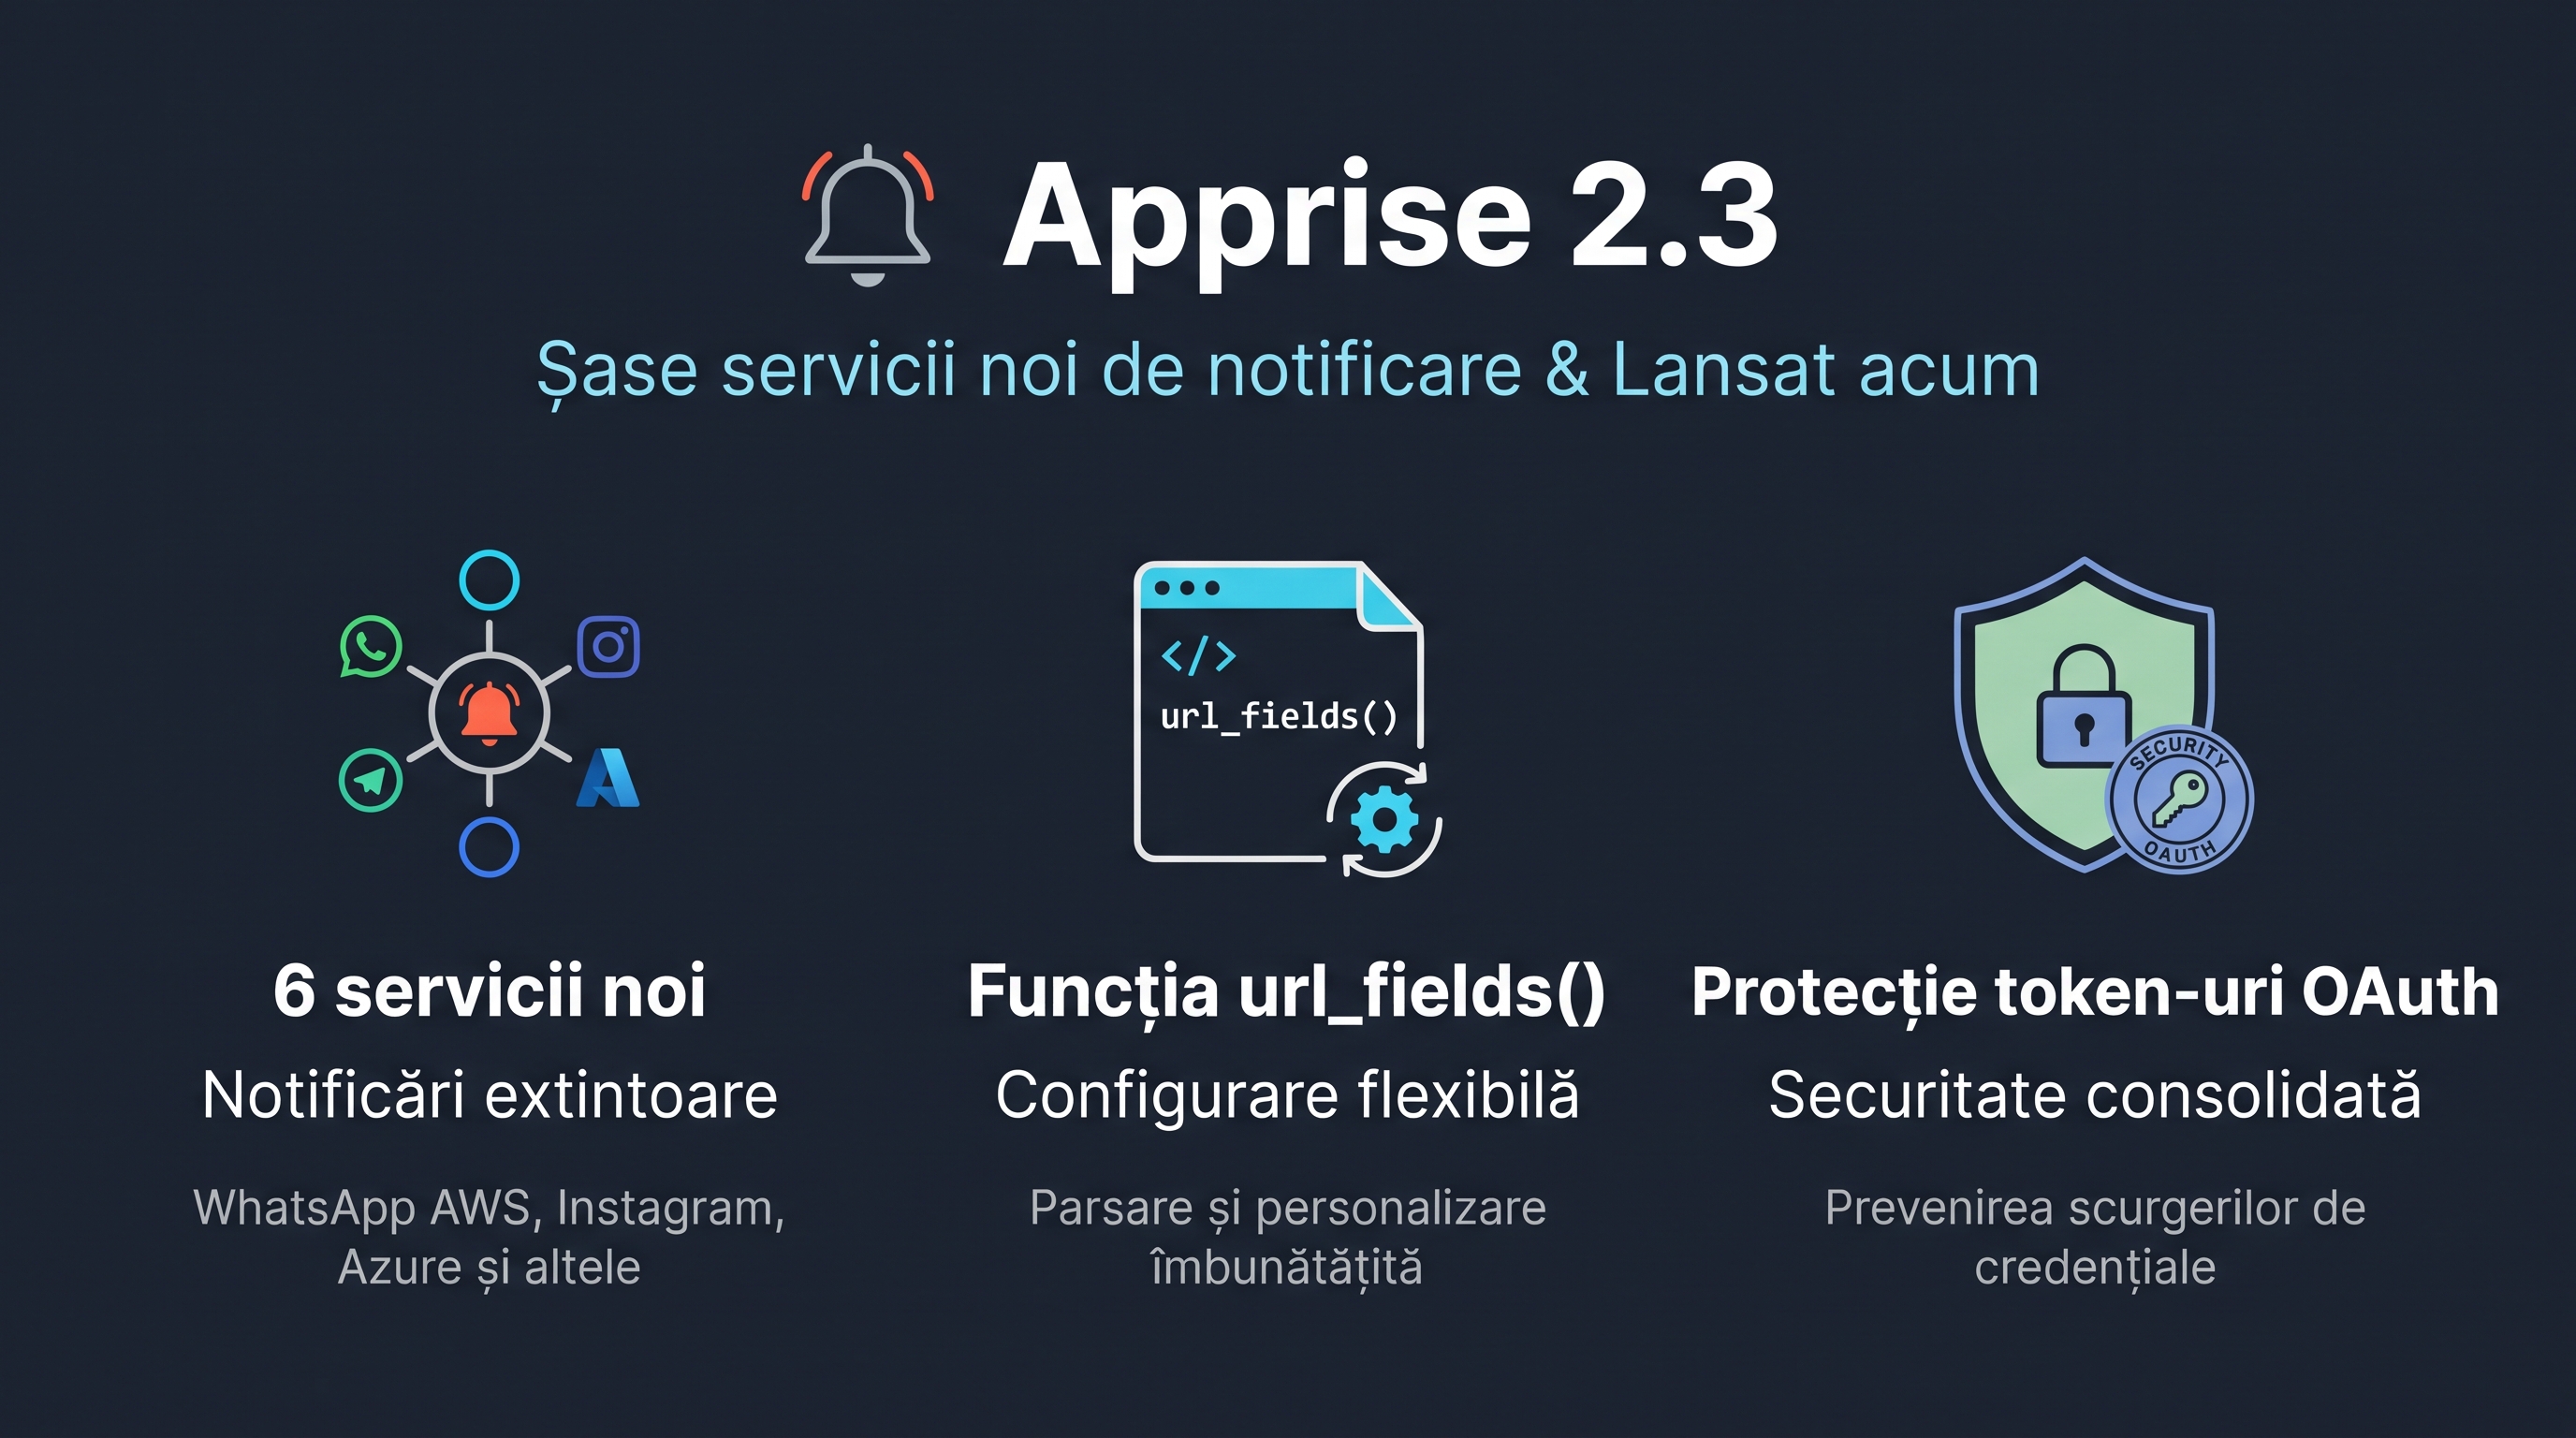 Apprise 2.3
Șase servicii noi de notificare & Lansat acum
</>
url_fields()
SECURITY
OAUTH
6 servicii noi
Notificări extintoare
WhatsApp AWS, Instagram,
Azure și altele
Funcția url_fields()
Configurare flexibilă
Parsare și personalizare
îmbunătățită
Protecție token-uri OAuth
Securitate consolidată
Prevenirea scurgerilor de
credențiale